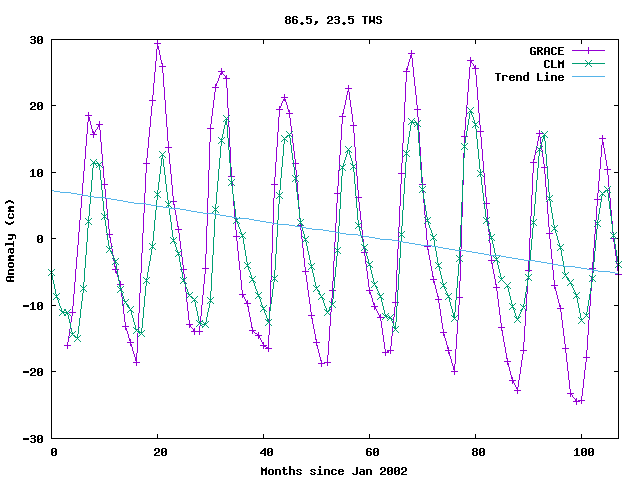 86.5, 23.5 TWS
GRACE
CLM
Trend Line
30
20
10
0
-10
-20
-30
Anomaly (cm)
0 20 40 60 80 100
Months since Jan 2002